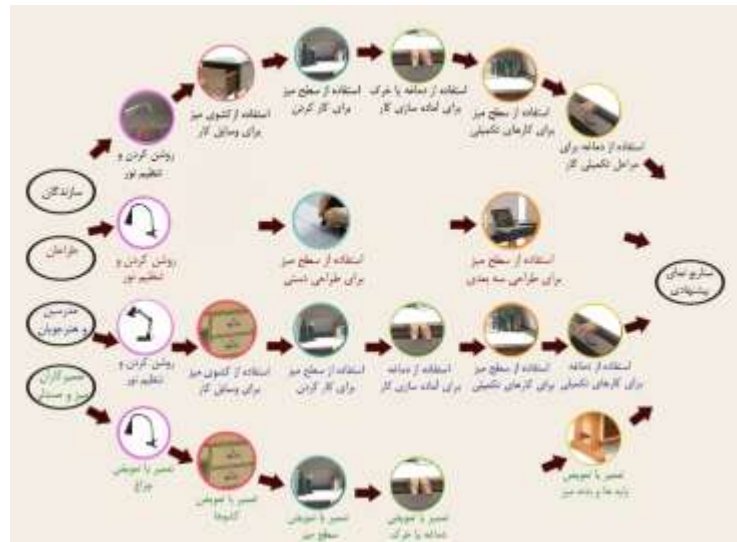 استفاده از سطح میز
برای کار کردن
استفاده از دماغه یا خرک
برای آماده سازی کار
استفاده از کشوی میز
برای وسایل کار
استفاده از سطح میز
برای کارهای تکمیلی
استفاده از دماغه برای
مراحل تکمیلی کار
روشن کردن و
تنظیم نور
سازندگان
طراحان
روشن کردن و
تنظیم نور
استفاده از سطح میز
برای طراحی دستی
استفاده از سطح میز
برای طراحی سه بعدی
سناریو نمای
پیشنهادی
مدرسین
و هنرجویان
روشن کردن و
تنظیم نور
استفاده از کشوی میز
برای وسایل کار
استفاده از سطح میز
برای کار کردن
استفاده از دماغه
برای آماده سازی کار
استفاده از سطح میز
برای کارهای تکمیلی
استفاده از دماغه
برای کارهای تکمیلی
تعمیرکاران
میز و صندلی
تعمیر یا تعویض
چراغ
تعمیر یا تعویض
کشوها
تعمیر یا تعویض
سطح میز
تعمیر یا تعویض
دماغه یا خرک
تعمیر یا تعویض
پایه ها و بدنه میز